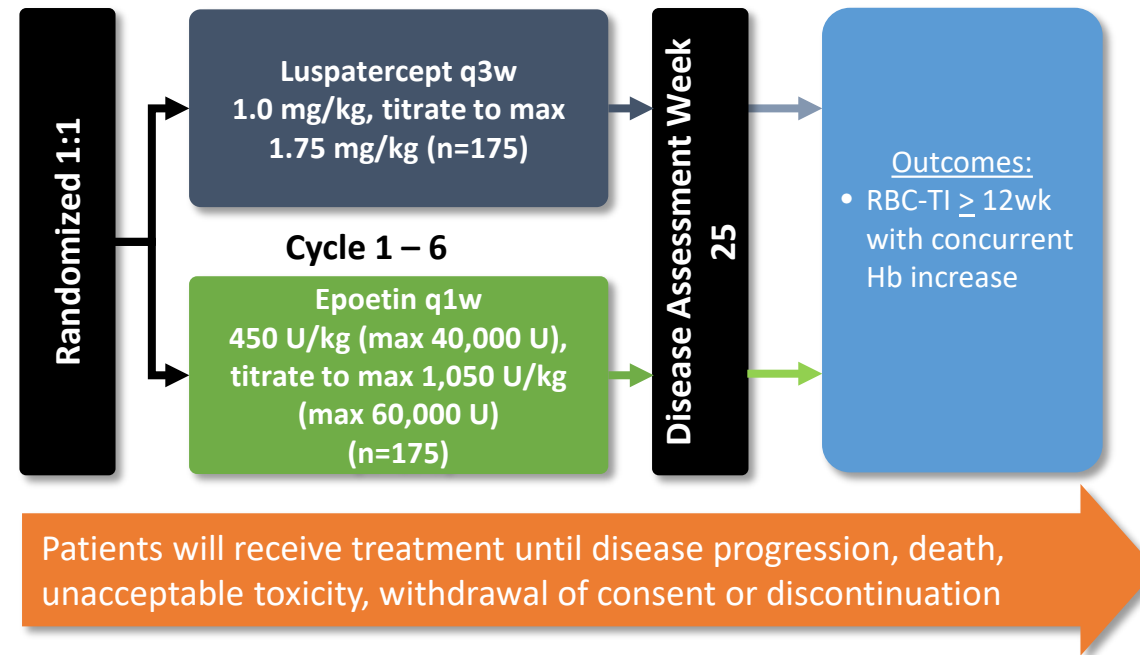 Randomized 1:1
Luspatercept q3w
1.0 mg/kg, titrate to max
1.75 mg/kg (n=175)
Cycle 1 – 6
Epoetin q1w
450 U/kg (max 40,000 U),
titrate to max 1,050 U/kg
(max 60,000 U)
(n=175)
Disease Assessment Week
25
Outcomes:
• RBC-TI ≥ 12wk
with concurrent
Hb increase
Patients will receive treatment until disease progression, death,
unacceptable toxicity, withdrawal of consent or discontinuation